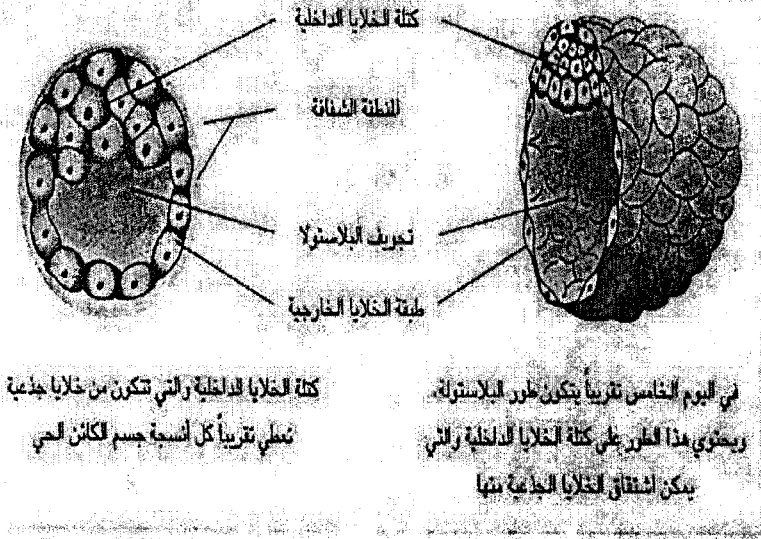 كتلة الخلايا الداخلية
المنطقة الشفافة
تجويف البلاستولا
طبقة الخلايا الخارجية
في اليوم الخامس تقريباً يتكون طور البلاستولة،
ويحتوي هذا الطور على كتلة الخلايا الداخلية والتي
يمكن اشتقاق الخلايا الجذعية منها
كتلة الخلايا الداخلية والتي تتكون من خلايا جذعية
تعطي تقريباً كل أنسجة جسم الكائن الحي